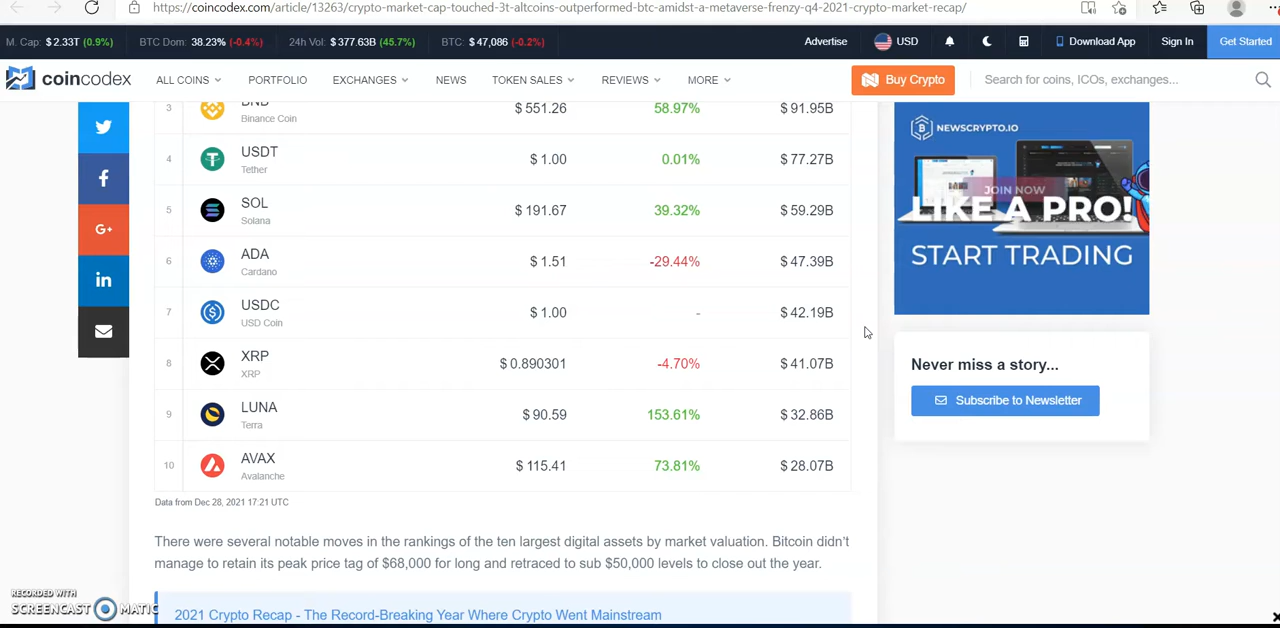 https://coincodex.com/article/13263/crypto-market-cap-touched-3t-altcoins-outperformed-btc-amidst-a-metaverse-frenzy-q4-2021-crypto-market-recap/
M. Cap: $ 2.33T (0.9%) BTC Dom: 38.23% (-0.4%) 24h Vol: $ 377.63B (45.7%) BTC: $ 47,086 (-0.2%) Advertise USD Download App Sign In Get Started
coincodex ALL COINS PORTFOLIO EXCHANGES NEWS TOKEN SALES REVIEWS MORE Buy Crypto Search for coins, ICOs, exchanges...
3 BNB $ 551.26 58.97% $ 91.95B
Binance Coin
4 USDT $ 1.00 0.01% $ 77.27B
Tether
5 SOL $ 191.67 39.32% $ 59.29B
Solana
6 ADA $ 1.51 -29.44% $ 47.39B
Cardano
7 USDC $ 1.00 - $ 42.19B
USD Coin
8 XRP $ 0.890301 -4.70% $ 41.07B
XRP
9 LUNA $ 90.59 153.61% $ 32.86B
Terra
10 AVAX $ 115.41 73.81% $ 28.07B
Avalanche
Data from Dec 28, 2021 17:21 UTC
There were several notable moves in the rankings of the ten largest digital assets by market valuation. Bitcoin didn't
manage to retain its peak price tag of $68,000 for long and retraced to sub $50,000 levels to close out the year.
2021 Crypto Recap - The Record-Breaking Year Where Crypto Went Mainstream
NEWSCRYPTO.IO
JOIN NOW
LIKE A PRO!
START TRADING
Never miss a story...
Subscribe to Newsletter
G+
in
RECORDED WITH
SCREENCAST MATIC